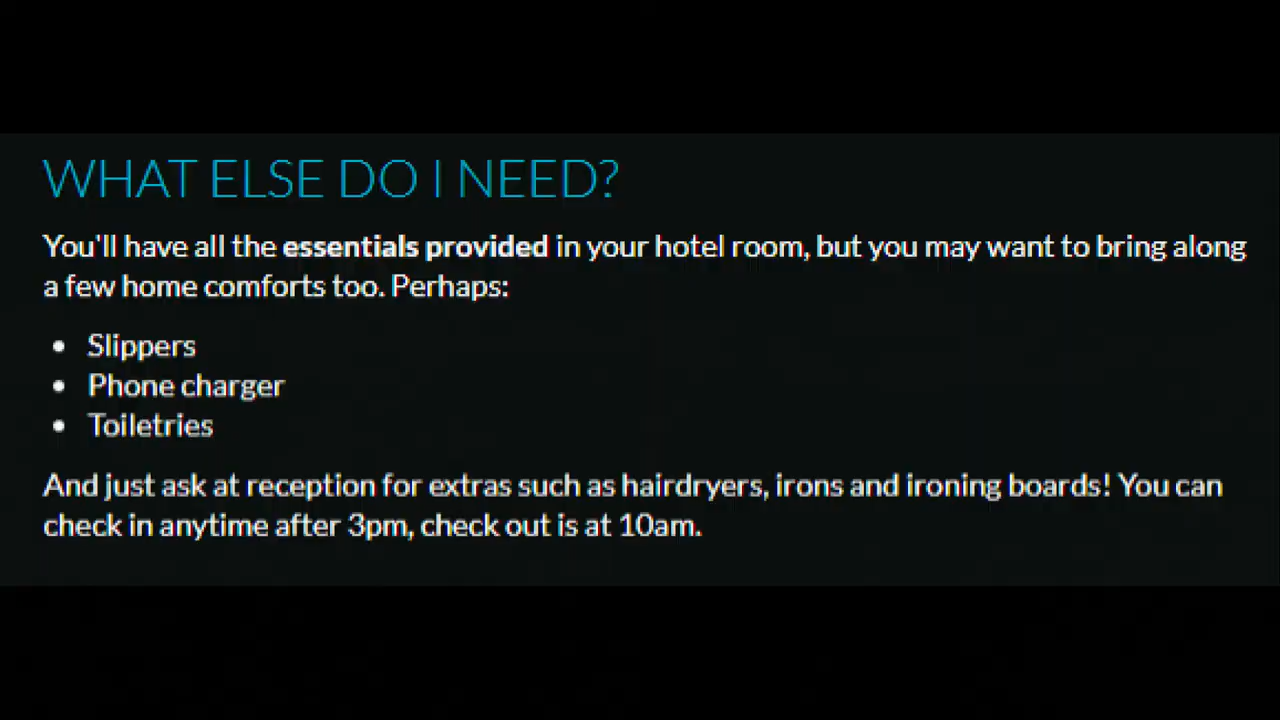 WHAT ELSE DO I NEED?
You'll have all the essentials provided in your hotel room, but you may want to bring along
a few home comforts too. Perhaps:
• Slippers
• Phone charger
• Toiletries
And just ask at reception for extras such as hairdryers, irons and ironing boards! You can
check in anytime after 3pm, check out is at 10am.